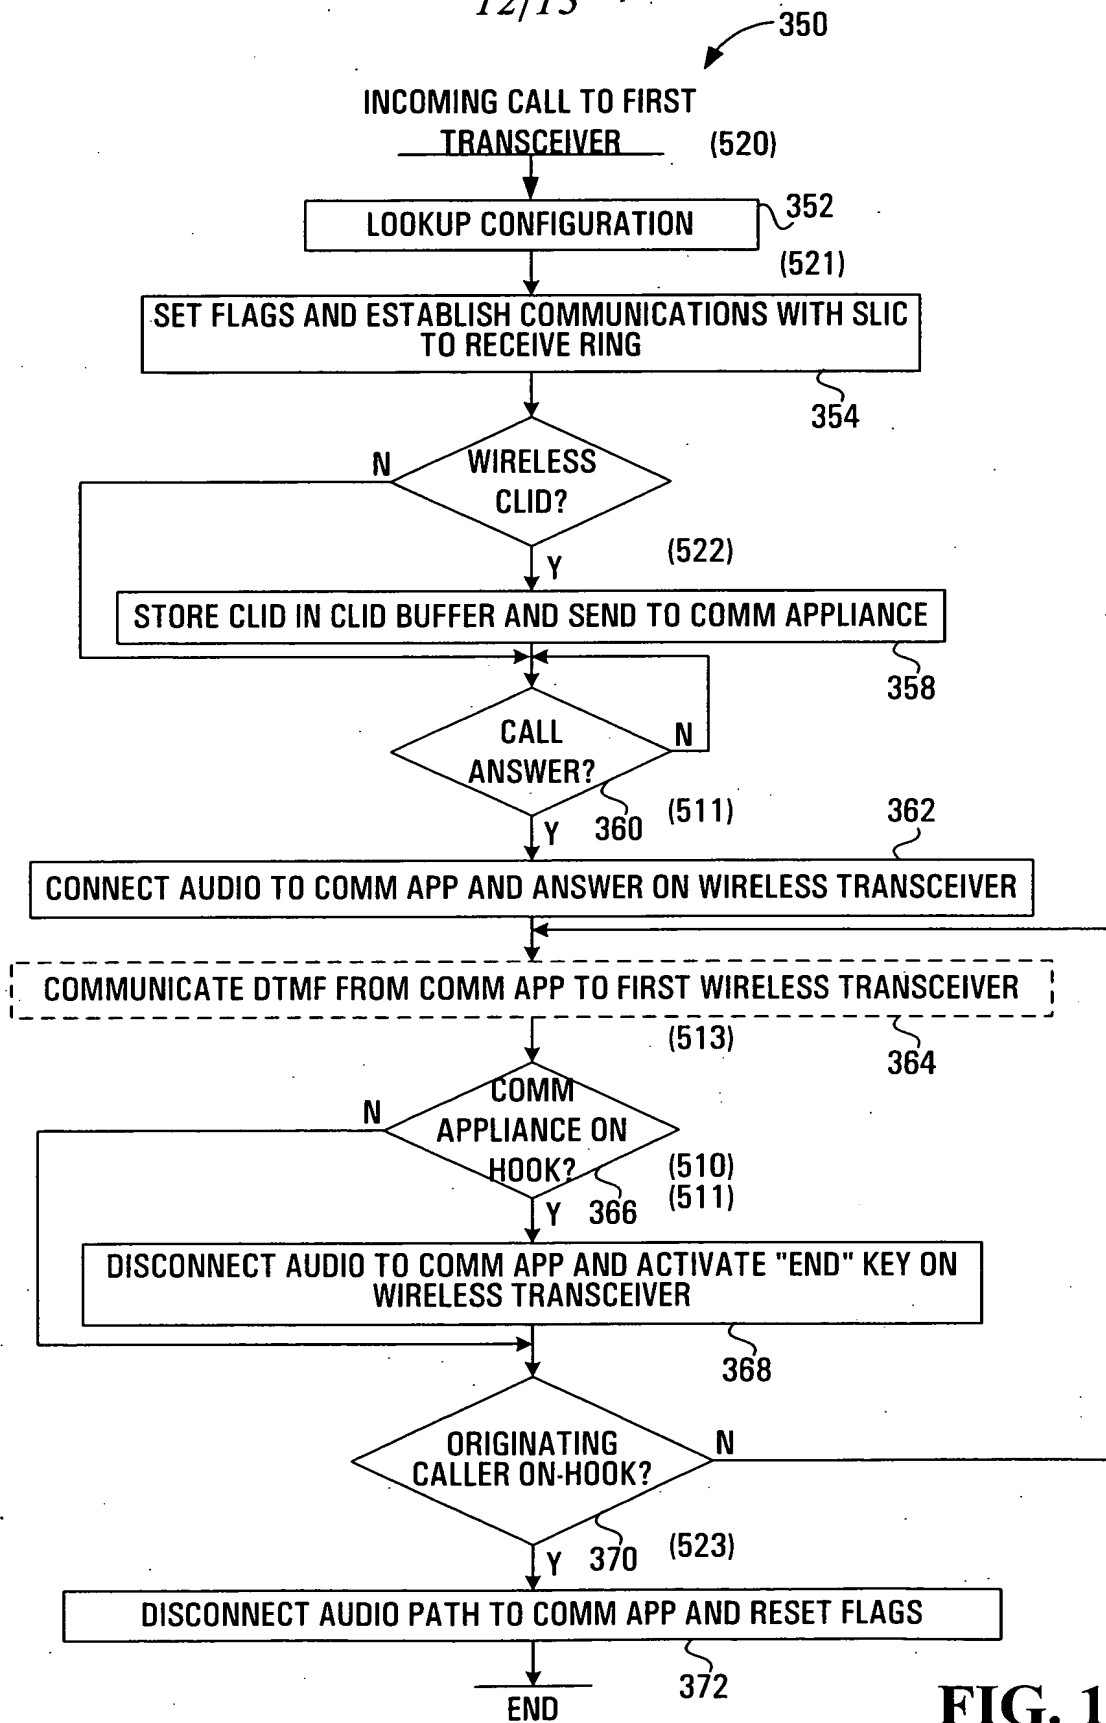 12/13
350
INCOMING CALL TO FIRST
TRANSCEIVER
(520)
LOOKUP CONFIGURATION
352
(521)
SET FLAGS AND ESTABLISH COMMUNICATIONS WITH SLIC
TO RECEIVE RING
354
N
WIRELESS
CLID?
(522)
Y
STORE CLID IN CLID BUFFER AND SEND TO COMM APPLIANCE
358
CALL
ANSWER?
N
360
(511)
362
Y
CONNECT AUDIO TO COMM APP AND ANSWER ON WIRELESS TRANSCEIVER
COMMUNICATE DTMF FROM COMM APP TO FIRST WIRELESS TRANSCEIVER
(513)
364
N
COMM
APPLIANCE ON
HOOK?
(510)
(511)
Y
366
DISCONNECT AUDIO TO COMM APP AND ACTIVATE "END" KEY ON
WIRELESS TRANSCEIVER
368
ORIGINATING
CALLER ON-HOOK?
N
370
(523)
Y
DISCONNECT AUDIO PATH TO COMM APP AND RESET FLAGS
372
END
FIG. 1